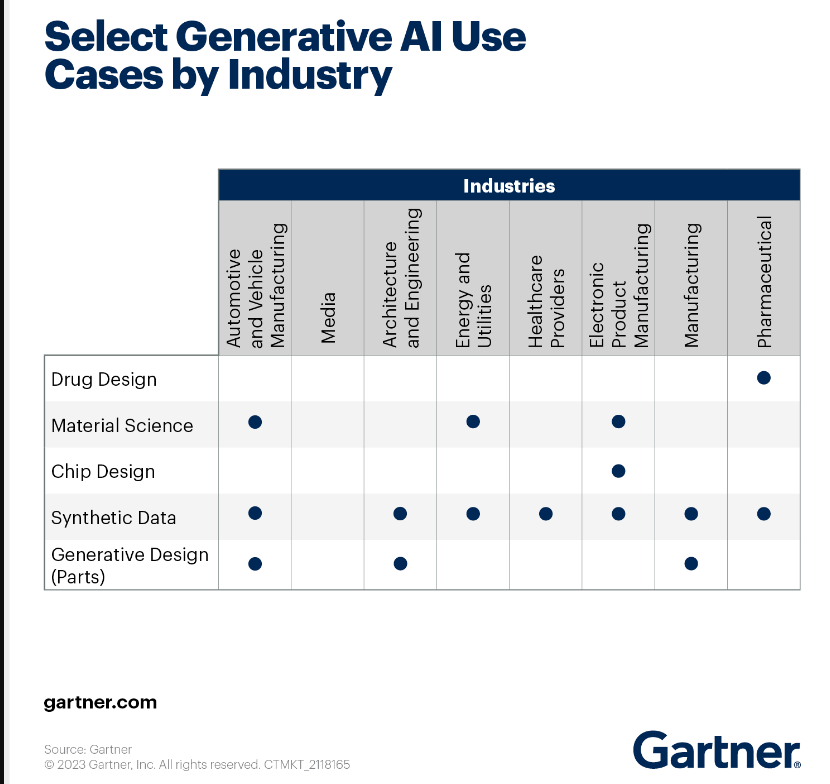 Select Generative AI Use
Cases by Industry
Industries
Automotive
and Vehicle
Manufacturing
Media
Architecture
and Engineering
Energy and
Utilities
Healthcare
Providers
Electronic
Product
Manufacturing
Manufacturing
Pharmaceutical
Drug Design
Material Science
Chip Design
Synthetic Data
Generative Design
(Parts)
gartner.com
Source: Gartner
© 2023 Gartner, Inc. All rights reserved. CTMKT_2118165
Gartner®